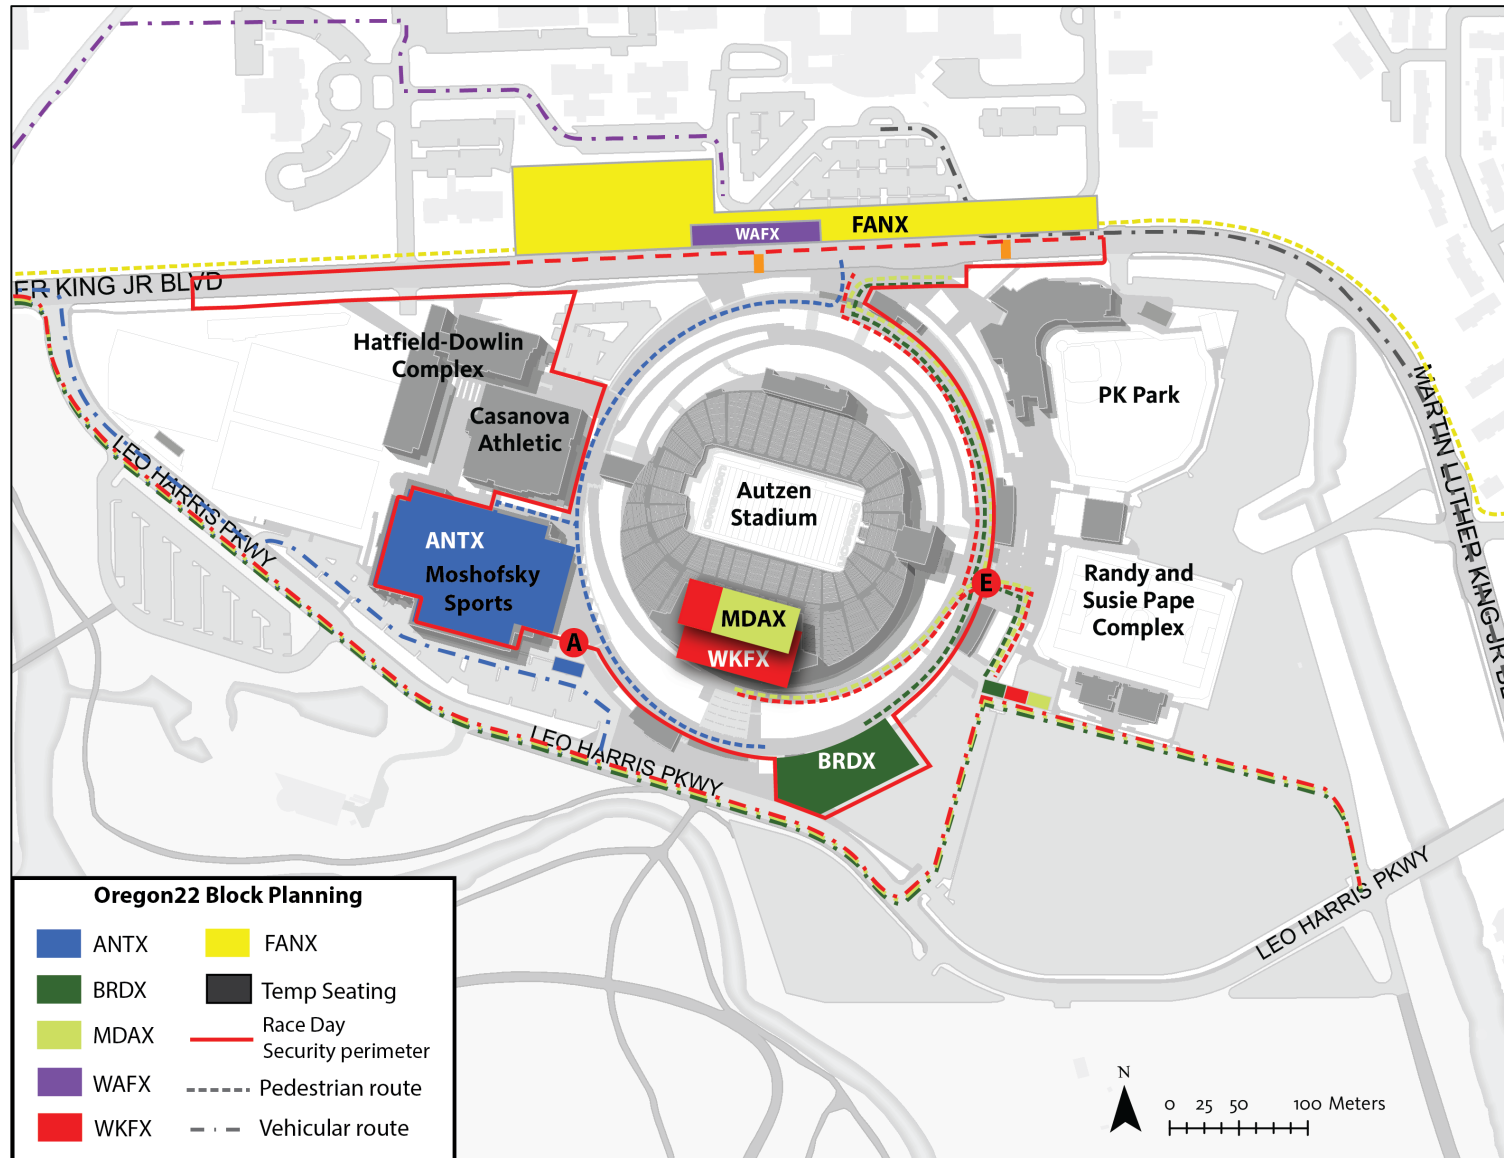 WAFX
FANX
ER KING JR BLVD
Hatfield-Dowlin
Complex
Casanova
Athletic
PK Park
MARTIN LUTHER KING JR BL
LEO HARRIS PKWY
Autzen
Stadium
ANTX
Moshofsky
Sports
A
E
MDAX
WKFX
Randy and
Susie Pape
Complex
LEO HARRIS PKWY
BRDX
LEO HARRIS PKWY
Oregon22 Block Planning
ANTX
FANX
BRDX
Temp Seating
MDAX
Race Day
Security perimeter
WAFX
Pedestrian route
WKFX
Vehicular route
N
0 25 50 100 Meters